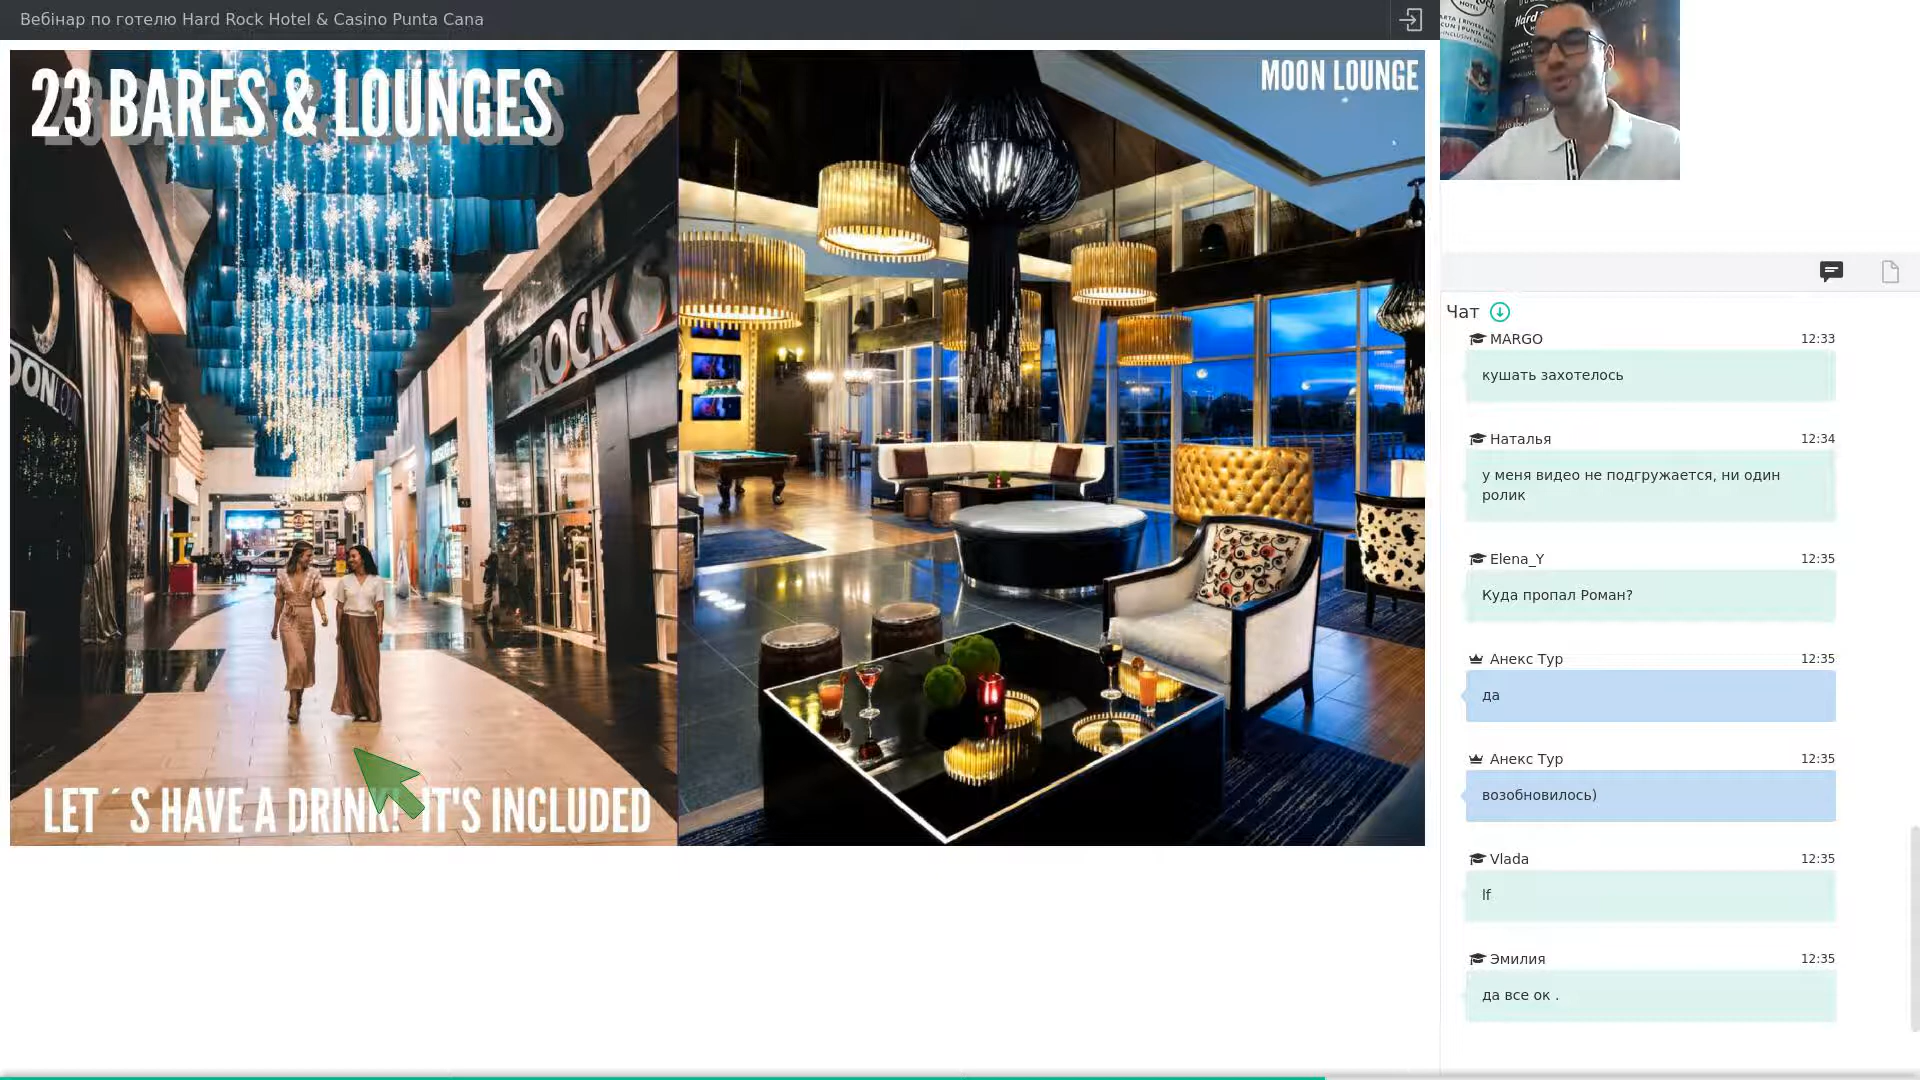 Вебінар по готелю Hard Rock Hotel & Casino Punta Cana
23 BARES & LOUNGES
MOON LOUNGE
ROCK
LET ´ S HAVE A DRINK! IT'S INCLUDED
Чат
MARGO 12:33
кушать захотелось
Наталья 12:34
у меня видео не подгружается, ни один
ролик
Elena_Y 12:35
Куда пропал Роман?
Анекс Тур 12:35
да
Анекс Тур 12:35
возобновилось)
Vlada 12:35
lf
Эмилия 12:35
да все ок .